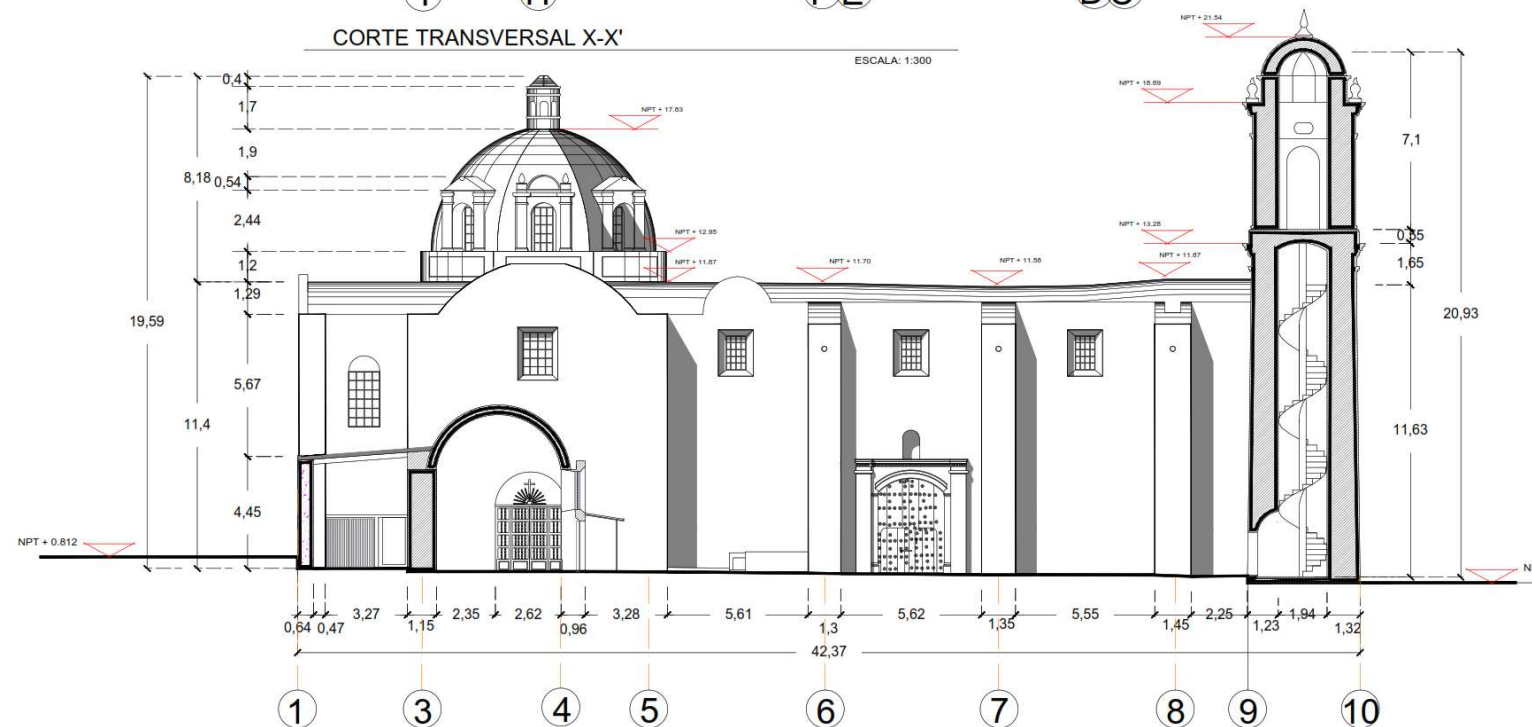 CORTE TRANSVERSAL X-X'
ESCALA: 1:300
NPT + 21.54
NPT + 18.89
NPT + 17.83
NPT + 13.28
NPT + 12.95
NPT + 11.87
NPT + 11.70
NPT + 11.58
NPT + 11.87
NPT + 0.812
0,4
1,7
1,9
8,18
0,54
2,44
1,2
1,29
19,59
5,67
11,4
4,45
7,1
0,55
1,65
20,93
11,63
0,64
0,47
3,27
1,15
2,35
2,62
0,96
3,28
5,61
1,3
5,62
1,35
5,55
1,45
2,25
1,23
1,94
1,32
42,37
1 3 4 5 6 7 8 9 10